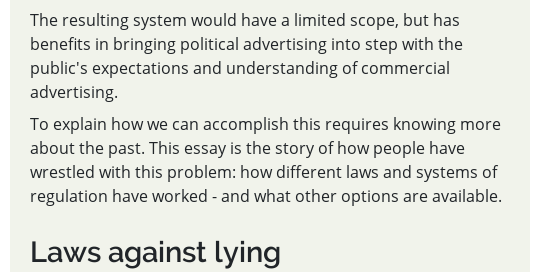 The resulting system would have a limited scope, but has
benefits in bringing political advertising into step with the
public's expectations and understanding of commercial
advertising.
To explain how we can accomplish this requires knowing more
about the past. This essay is the story of how people have
wrestled with this problem: how different laws and systems of
regulation have worked - and what other options are available.
Laws against lying